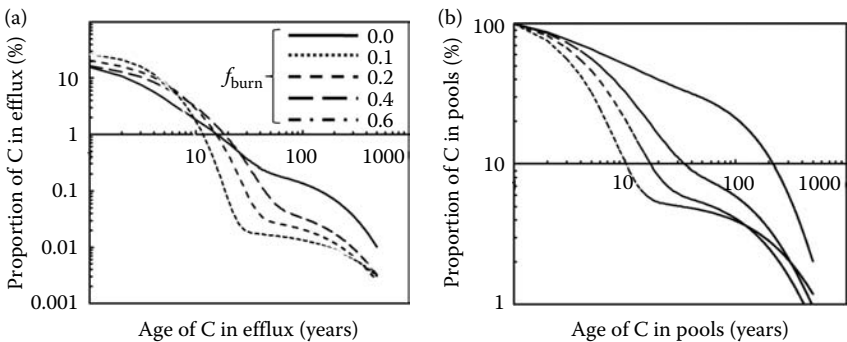 (a)
Proportion of C in efflux (%)
10
1
0.1
0.01
0.001
10
100
1000
Age of C in efflux (years)
f burn
0.0
0.1
0.2
0.4
0.6
(b)
Proportion of C in pools (%)
100
10
1
10
100
1000
Age of C in pools (years)